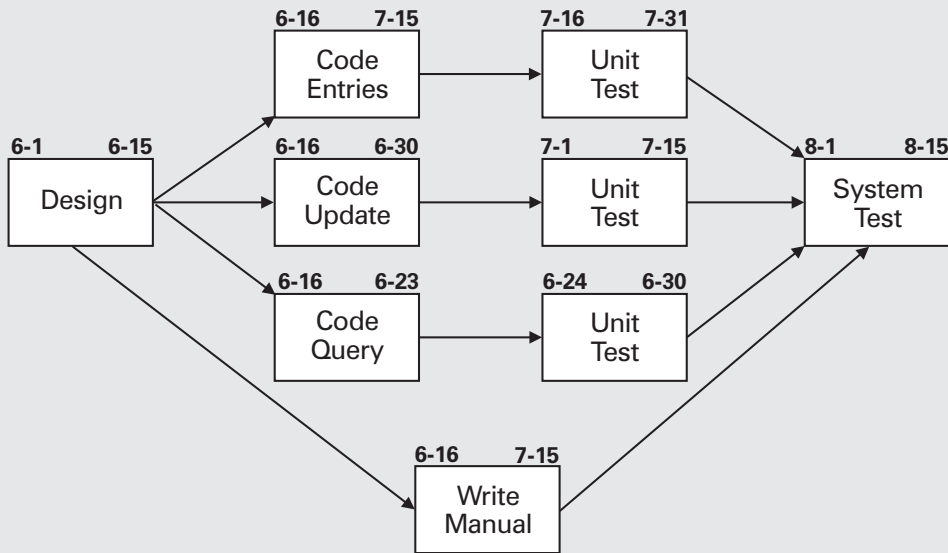 6-16 7-15
Code
Entries
7-16 7-31
Unit
Test
6-1 6-15
Design
6-16 6-30
Code
Update
7-1 7-15
Unit
Test
8-1 8-15
System
Test
6-16 6-23
Code
Query
6-24 6-30
Unit
Test
6-16 7-15
Write
Manual